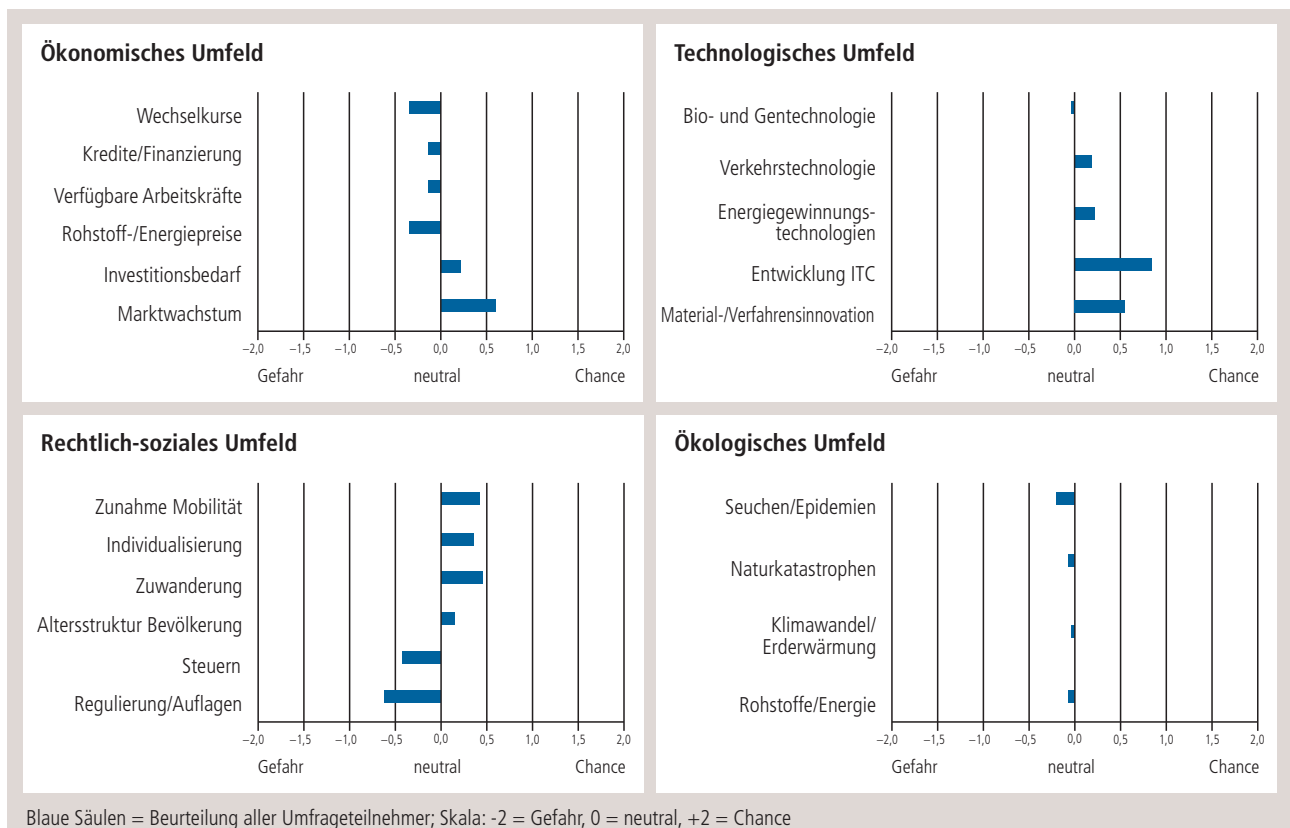 Ökonomisches Umfeld
Wechselkurse
Kredite/Finanzierung
Verfügbare Arbeitskräfte
Rohstoff-/Energiepreise
Investitionsbedarf
Marktwachstum
–2,0 –1,5 –1,0 –0,5 0,0 0,5 1,0 1,5 2,0
Gefahr neutral Chance
Technologisches Umfeld
Bio- und Gentechnologie
Verkehrstechnologie
Energiegewinnungs-
technologien
Entwicklung ITC
Material-/Verfahrensinnovation
–2,0 –1,5 –1,0 –0,5 0,0 0,5 1,0 1,5 2,0
Gefahr neutral Chance
Rechtlich-soziales Umfeld
Zunahme Mobilität
Individualisierung
Zuwanderung
Altersstruktur Bevölkerung
Steuern
Regulierung/Auflagen
–2,0 –1,5 –1,0 –0,5 0,0 0,5 1,0 1,5 2,0
Gefahr neutral Chance
Ökologisches Umfeld
Seuchen/Epidemien
Naturkatastrophen
Klimawandel/
Erderwärmung
Rohstoffe/Energie
–2,0 –1,5 –1,0 –0,5 0,0 0,5 1,0 1,5 2,0
Gefahr neutral Chance
Blaue Säulen = Beurteilung aller Umfrageteilnehmer; Skala: -2 = Gefahr, 0 = neutral, +2 = Chance